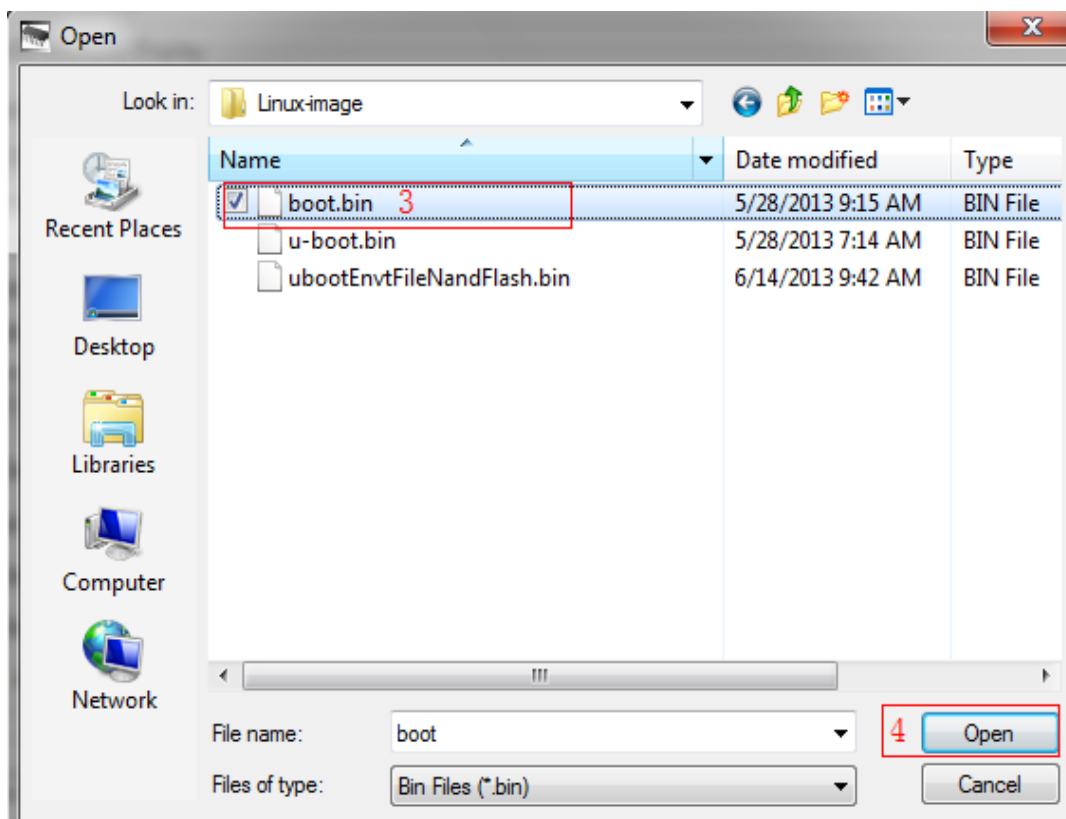 Open
X
Look in: Linux-image
Name Date modified Type
boot.bin 3 5/28/2013 9:15 AM BIN File
u-boot.bin 5/28/2013 7:14 AM BIN File
ubootEnvtFileNandFlash.bin 6/14/2013 9:42 AM BIN File
Recent Places
Desktop
Libraries
Computer
Network
File name: boot 4 Open
Files of type: Bin Files (*.bin) Cancel